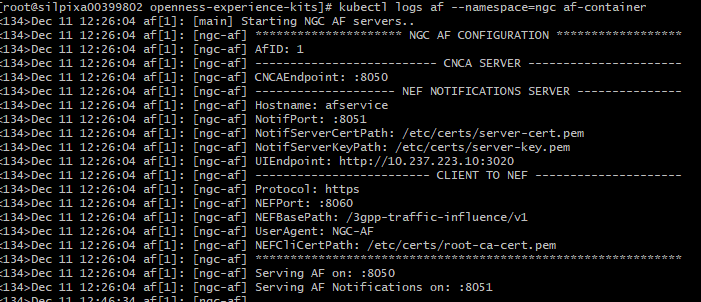 [root@silpixa00399802 openness-experience-kits]# kubectl logs af --namespace=ngc af-container
<134>Dec 11 12:26:04 af[1]: [main] Starting NGC AF servers..
<134>Dec 11 12:26:04 af[1]: [ngc-af] ********************* NGC AF CONFIGURATION ******************
<134>Dec 11 12:26:04 af[1]: [ngc-af] AfID: 1
<134>Dec 11 12:26:04 af[1]: [ngc-af] -------------------------- CNCA SERVER ----------------------
<134>Dec 11 12:26:04 af[1]: [ngc-af] CNCAEndpoint: :8050
<134>Dec 11 12:26:04 af[1]: [ngc-af] -------------------- NEF NOTIFICATIONS SERVER ---------------
<134>Dec 11 12:26:04 af[1]: [ngc-af] Hostname: afservice
<134>Dec 11 12:26:04 af[1]: [ngc-af] NotifPort: :8051
<134>Dec 11 12:26:04 af[1]: [ngc-af] NotifServerCertPath: /etc/certs/server-cert.pem
<134>Dec 11 12:26:04 af[1]: [ngc-af] NotifServerKeyPath: /etc/certs/server-key.pem
<134>Dec 11 12:26:04 af[1]: [ngc-af] UIEndpoint: http://10.237.223.10:3020
<134>Dec 11 12:26:04 af[1]: [ngc-af] ------------------------- CLIENT TO NEF ---------------------
<134>Dec 11 12:26:04 af[1]: [ngc-af] Protocol: https
<134>Dec 11 12:26:04 af[1]: [ngc-af] NEFPort: :8060
<134>Dec 11 12:26:04 af[1]: [ngc-af] NEFBasePath: /3gpp-traffic-influence/v1
<134>Dec 11 12:26:04 af[1]: [ngc-af] UserAgent: NGC-AF
<134>Dec 11 12:26:04 af[1]: [ngc-af] NEFCliCertPath: /etc/certs/root-ca-cert.pem
<134>Dec 11 12:26:04 af[1]: [ngc-af] *************************************************************
<134>Dec 11 12:26:04 af[1]: [ngc-af] Serving AF on: :8050
<134>Dec 11 12:26:04 af[1]: [ngc-af] Serving AF Notifications on: :8051
<134>Dec 11 12:46:34 af[1]: [ngc-af]